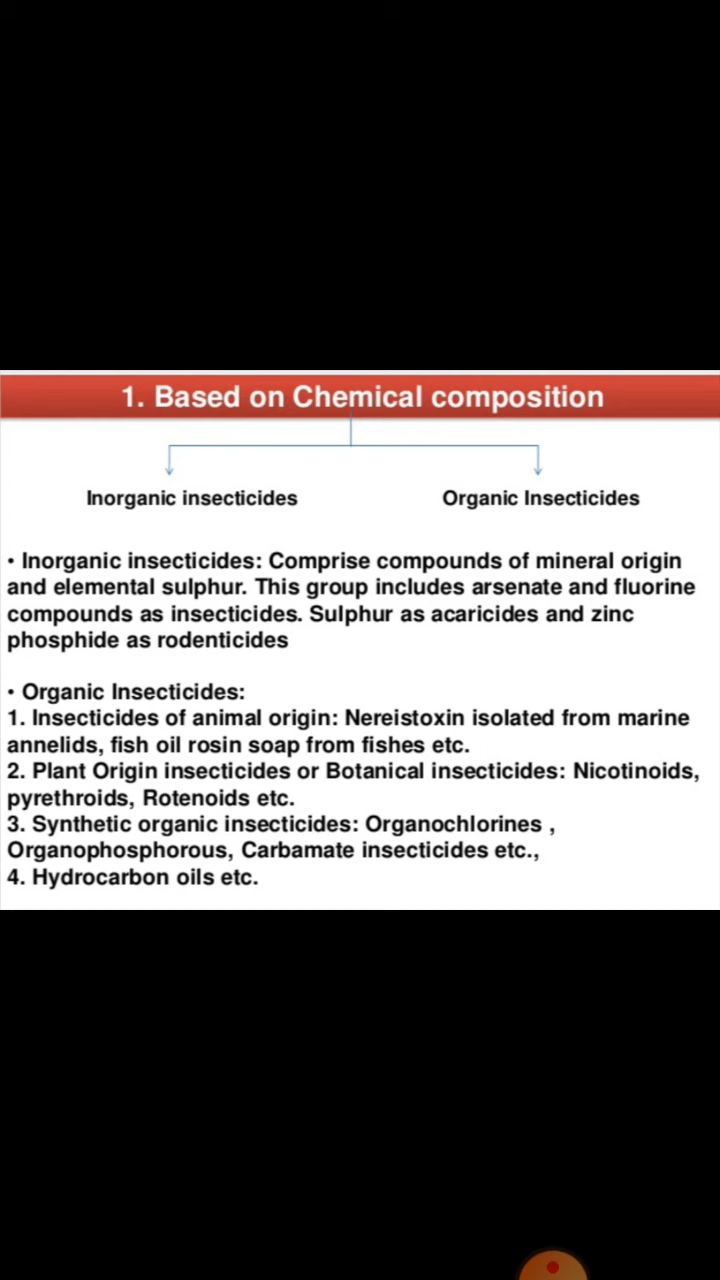 1. Based on Chemical composition
Inorganic insecticides
Organic Insecticides
• Inorganic insecticides: Comprise compounds of mineral origin
and elemental sulphur. This group includes arsenate and fluorine
compounds as insecticides. Sulphur as acaricides and zinc
phosphide as rodenticides
• Organic Insecticides:
1. Insecticides of animal origin: Nereistoxin isolated from marine
annelids, fish oil rosin soap from fishes etc.
2. Plant Origin insecticides or Botanical insecticides: Nicotinoids,
pyrethroids, Rotenoids etc.
3. Synthetic organic insecticides: Organochlorines ,
Organophosphorous, Carbamate insecticides etc.,
4. Hydrocarbon oils etc.